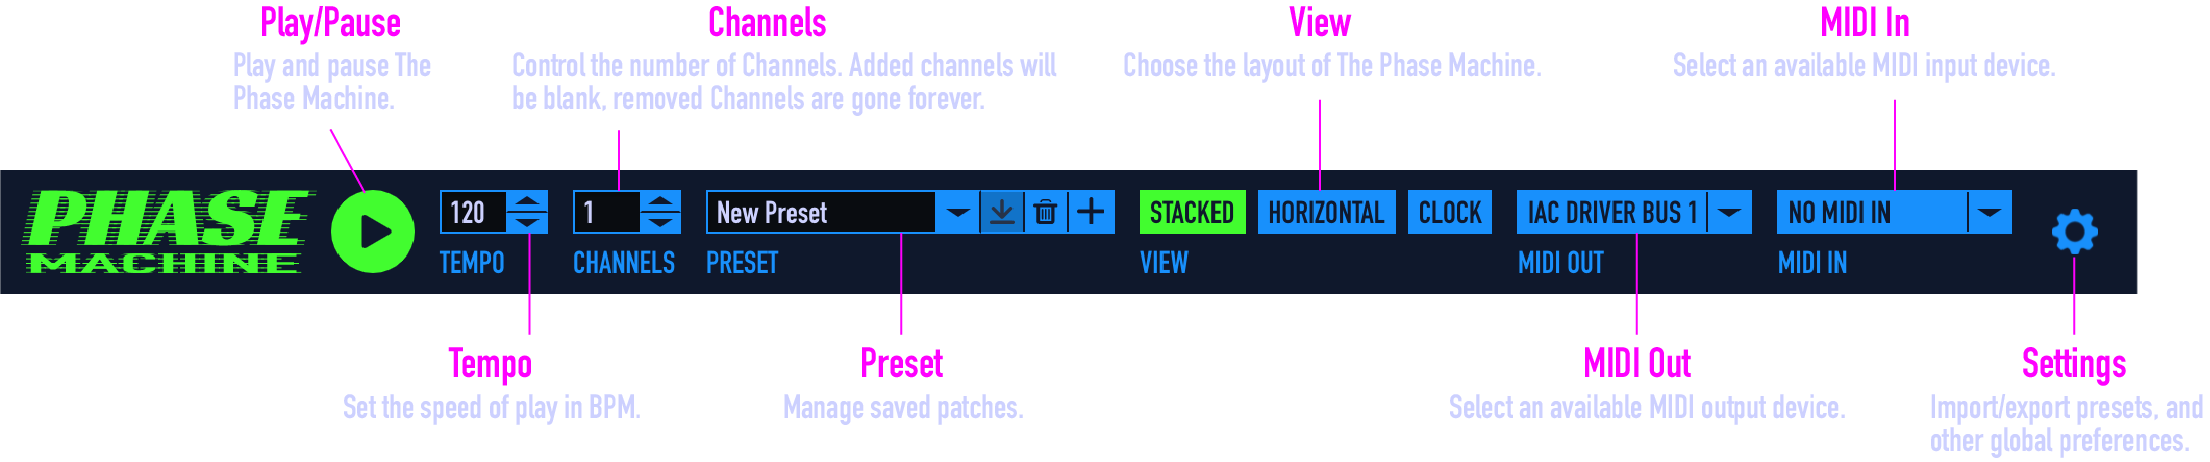 Play/Pause
Play and pause The
Phase Machine.
Channels
Control the number of Channels. Added channels will
be blank, removed Channels are gone forever.
View
Choose the layout of The Phase Machine.
MIDI In
Select an available MIDI input device.
PHASE
MACHINE
120
TEMPO
1
CHANNELS
New Preset
PRESET
STACKED HORIZONTAL CLOCK
VIEW
IAC DRIVER BUS 1
MIDI OUT
NO MIDI IN
MIDI IN
Tempo
Set the speed of play in BPM.
Preset
Manage saved patches.
MIDI Out
Select an available MIDI output device.
Settings
Import/export presets, and
other global preferences.